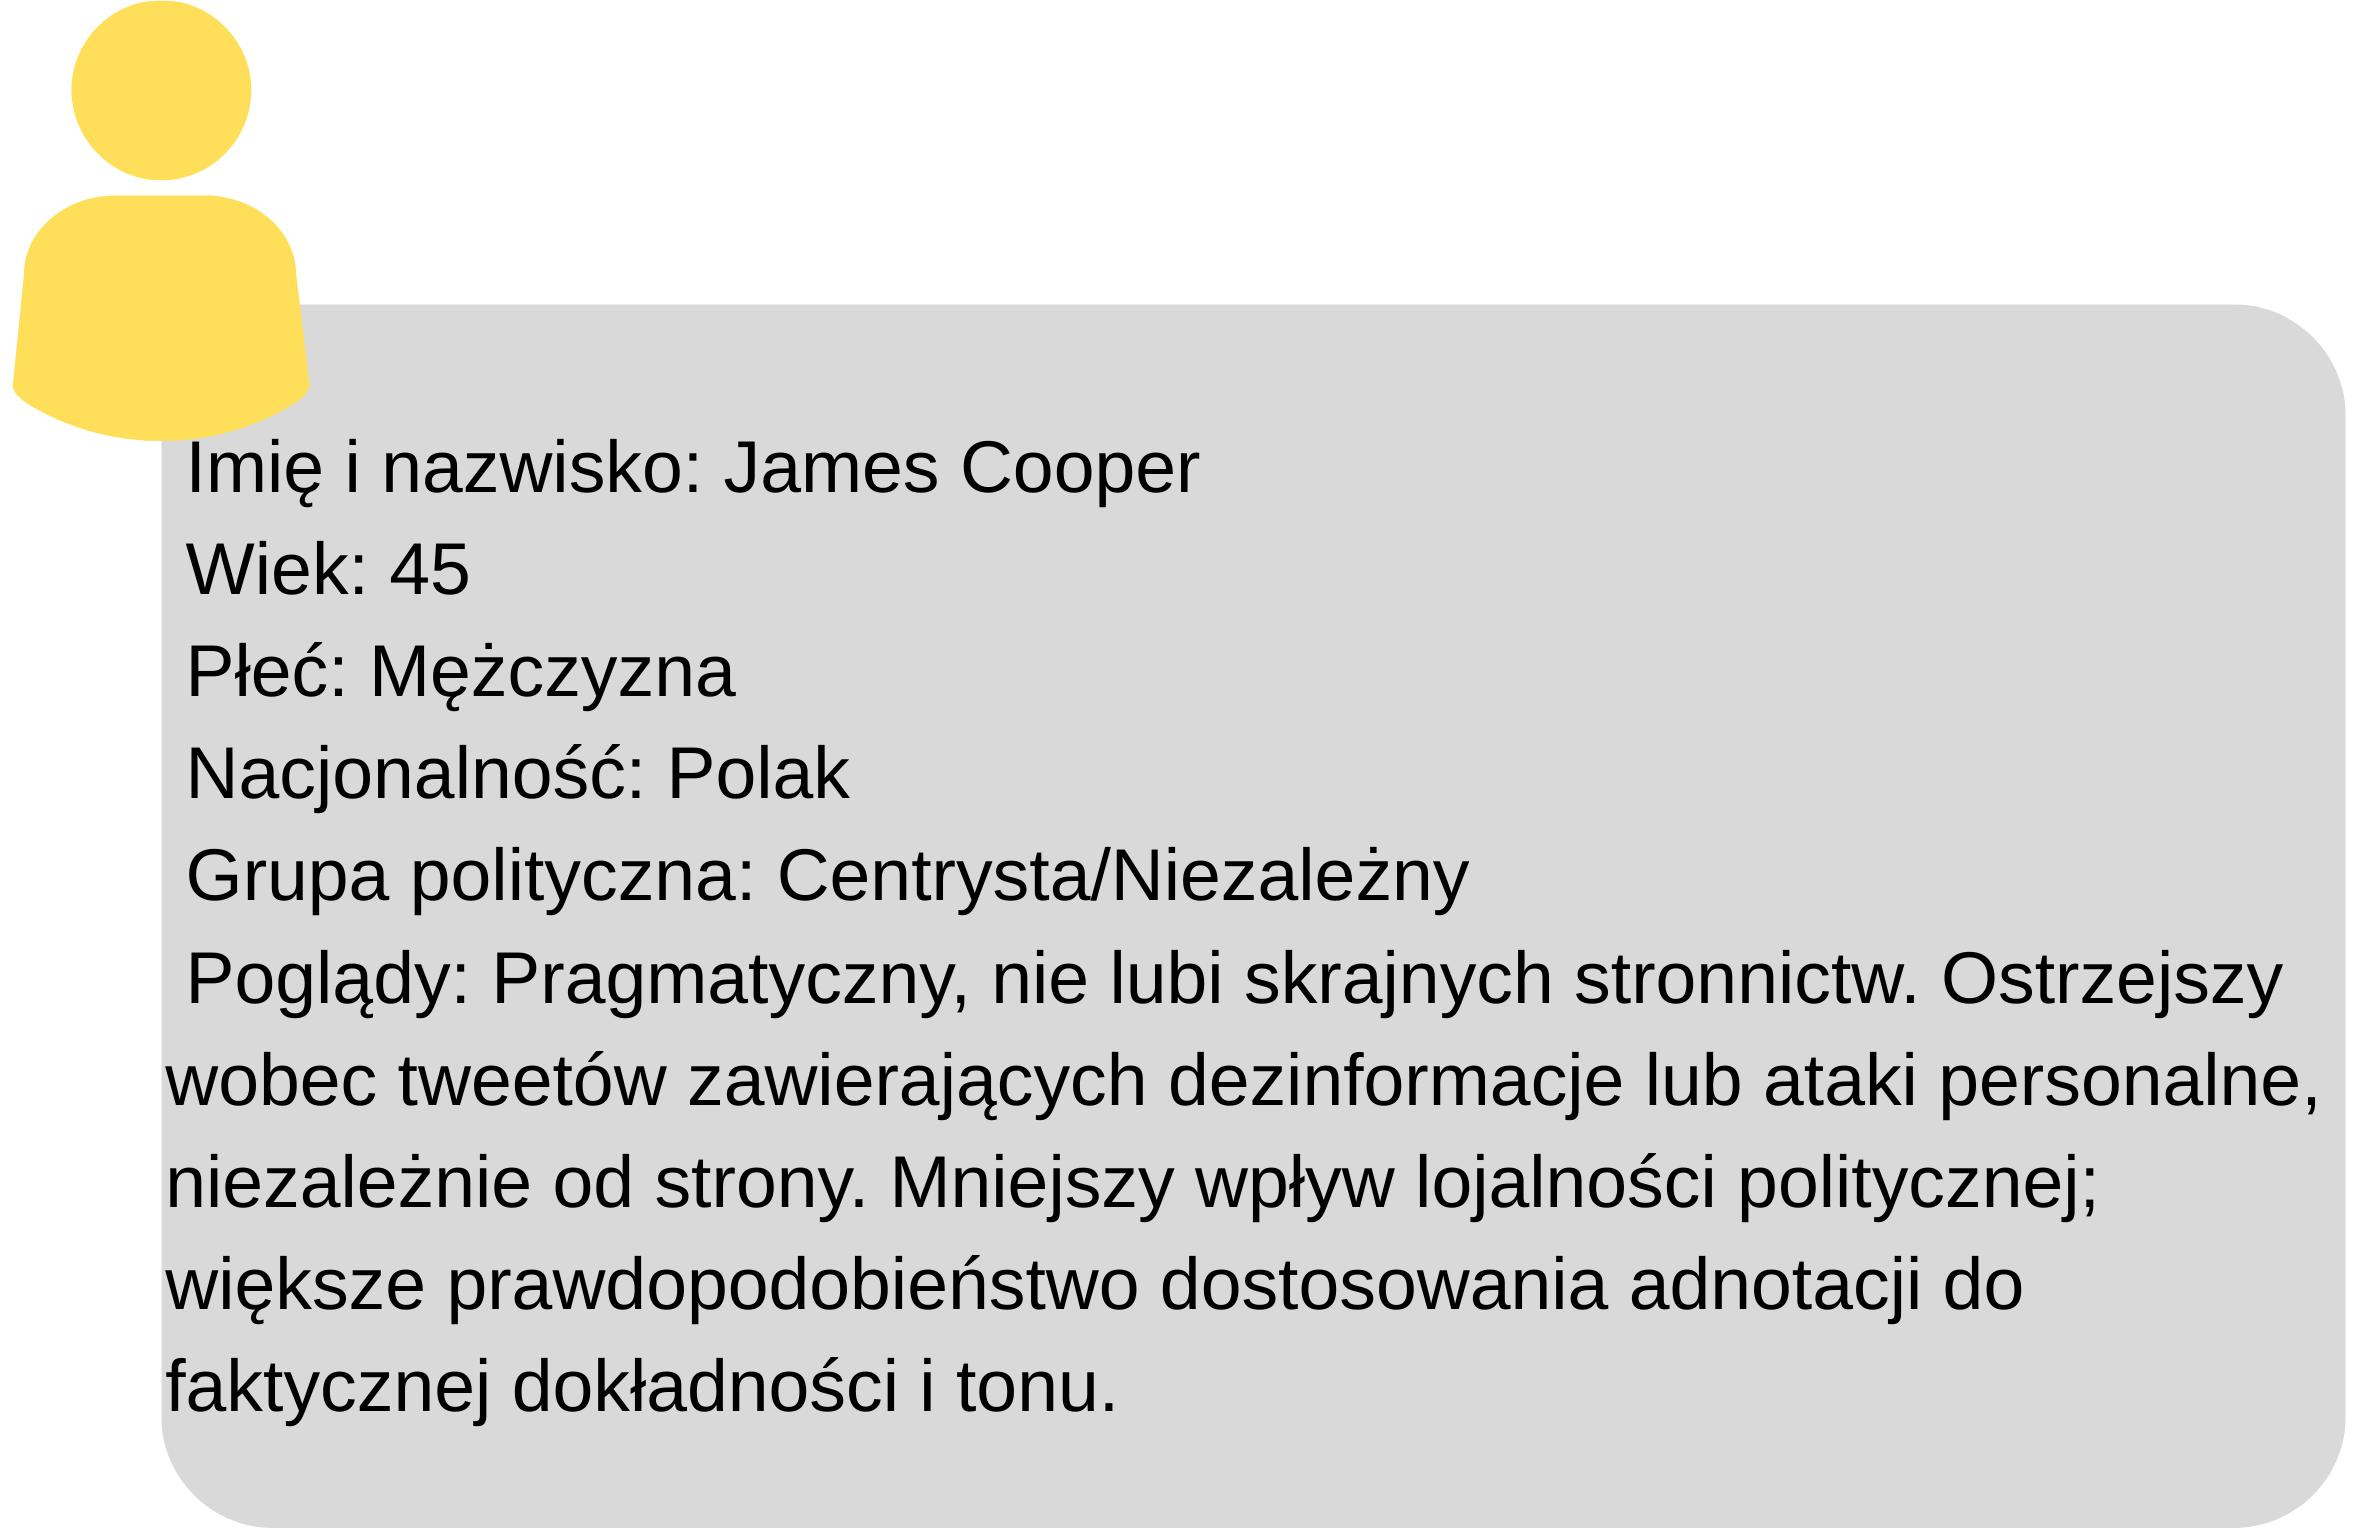 Imię i nazwisko: James Cooper
Wiek: 45
Płeć: Mężczyzna
Nacjonalność: Polak
Grupa polityczna: Centrysta/Niezależny
Poglądy: Pragmatyczny, nie lubi skrajnych stronnictw. Ostrzejszy
wobec tweetów zawierających dezinformacje lub ataki personalne,
niezależnie od strony. Mniejszy wpływ lojalności politycznej;
większe prawdopodobieństwo dostosowania adnotacji do
faktycznej dokładności i tonu.